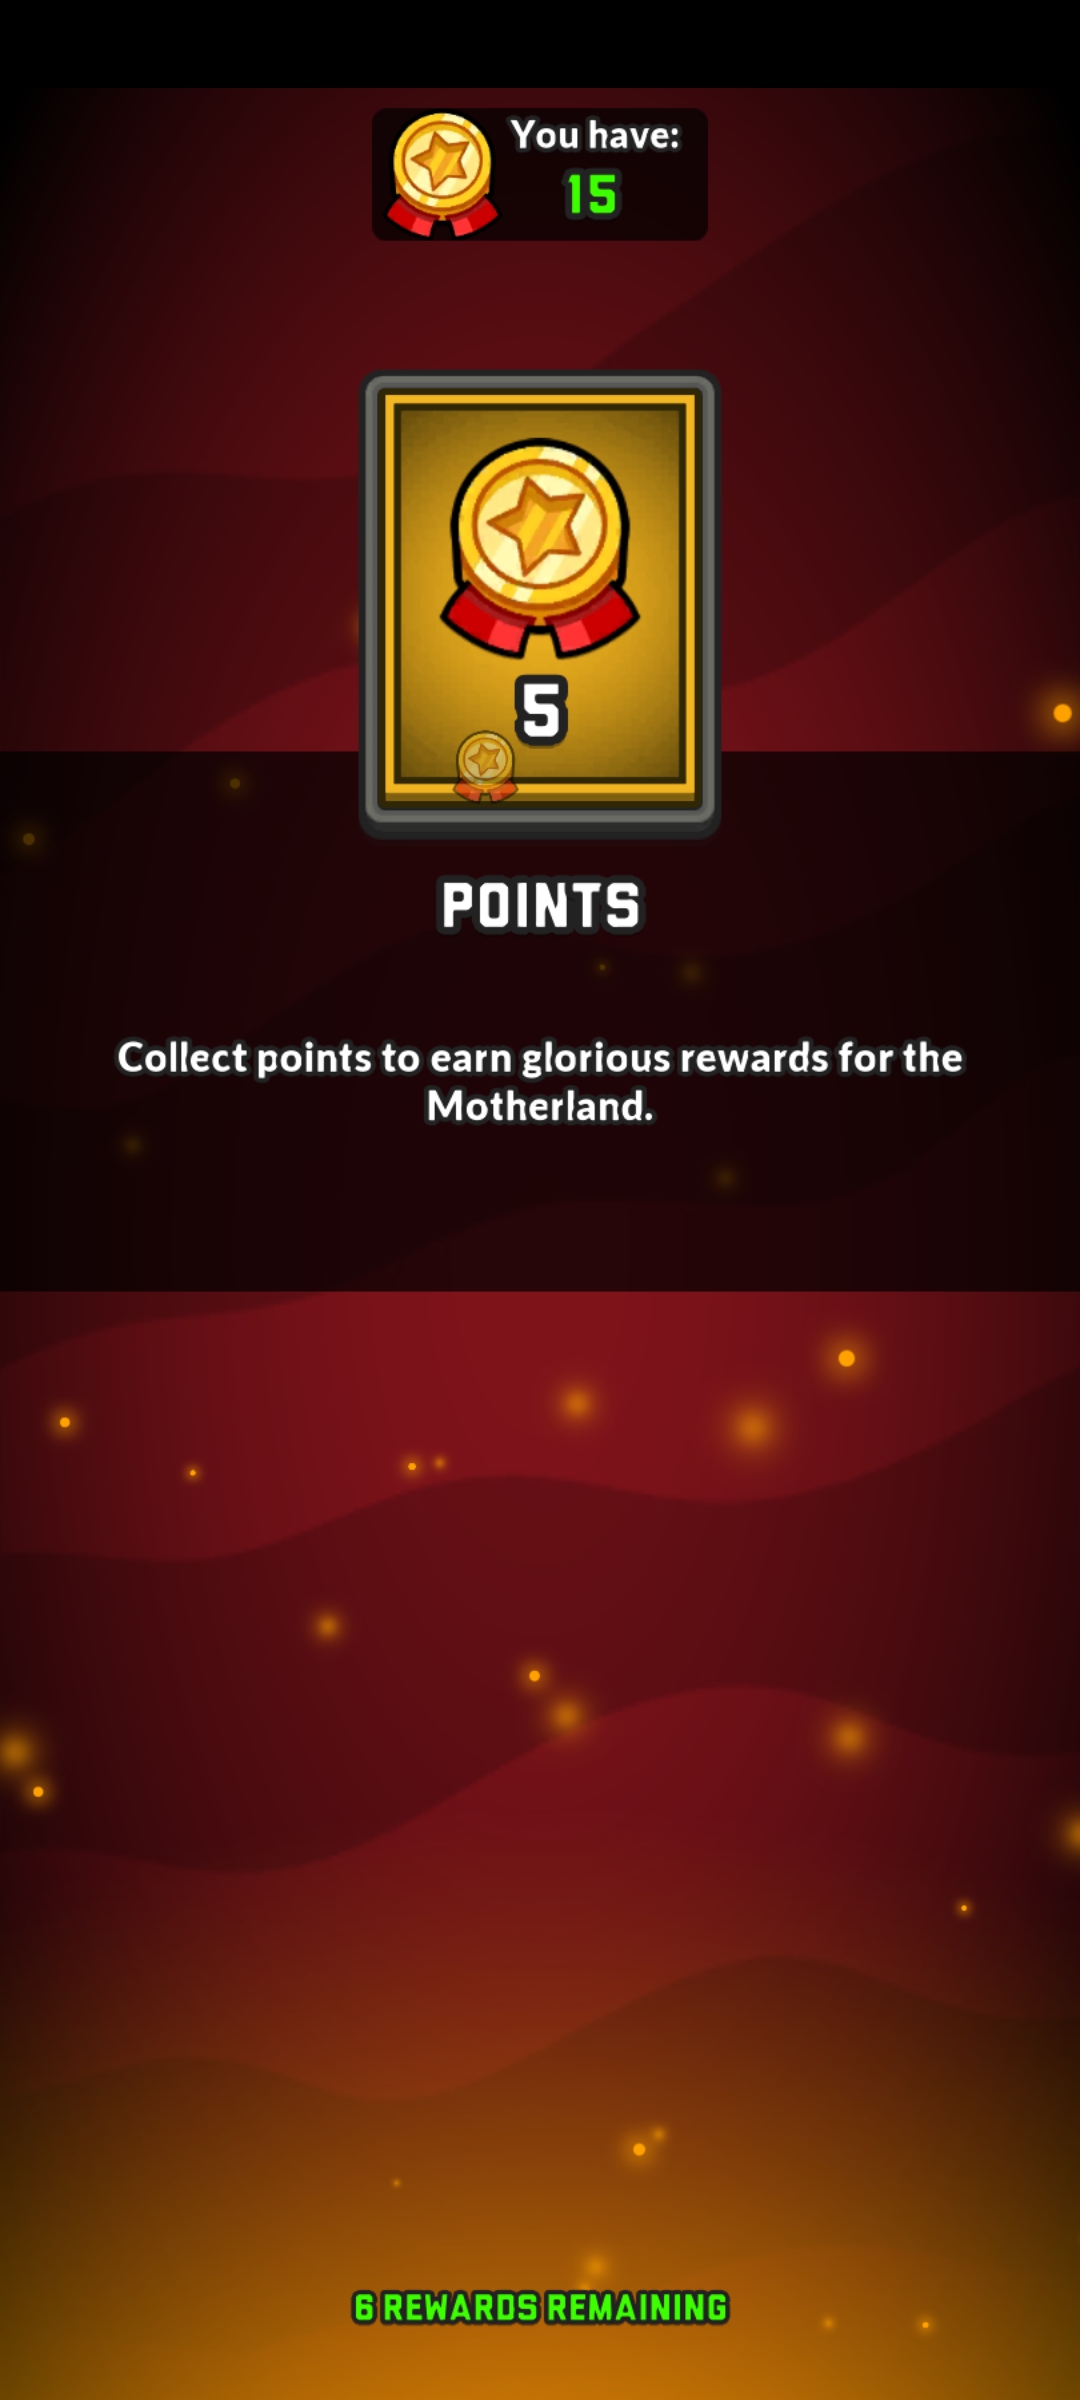 You have:
15
5
POINTS
Collect points to earn glorious rewards for the
Motherland.
6 REWARDS REMAINING